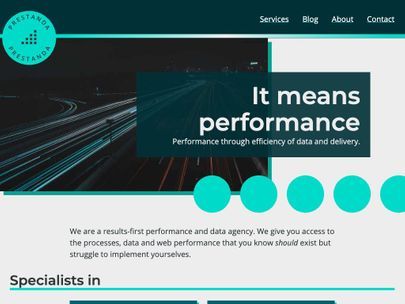 PRESTANDA
PRESTANDA
Services Blog About Contact
It means
performance
Performance through efficiency of data and delivery.
We are a results-first performance and data agency. We give you access to
the processes, data and web performance that you know should exist but
struggle to implement yourselves.
Specialists in